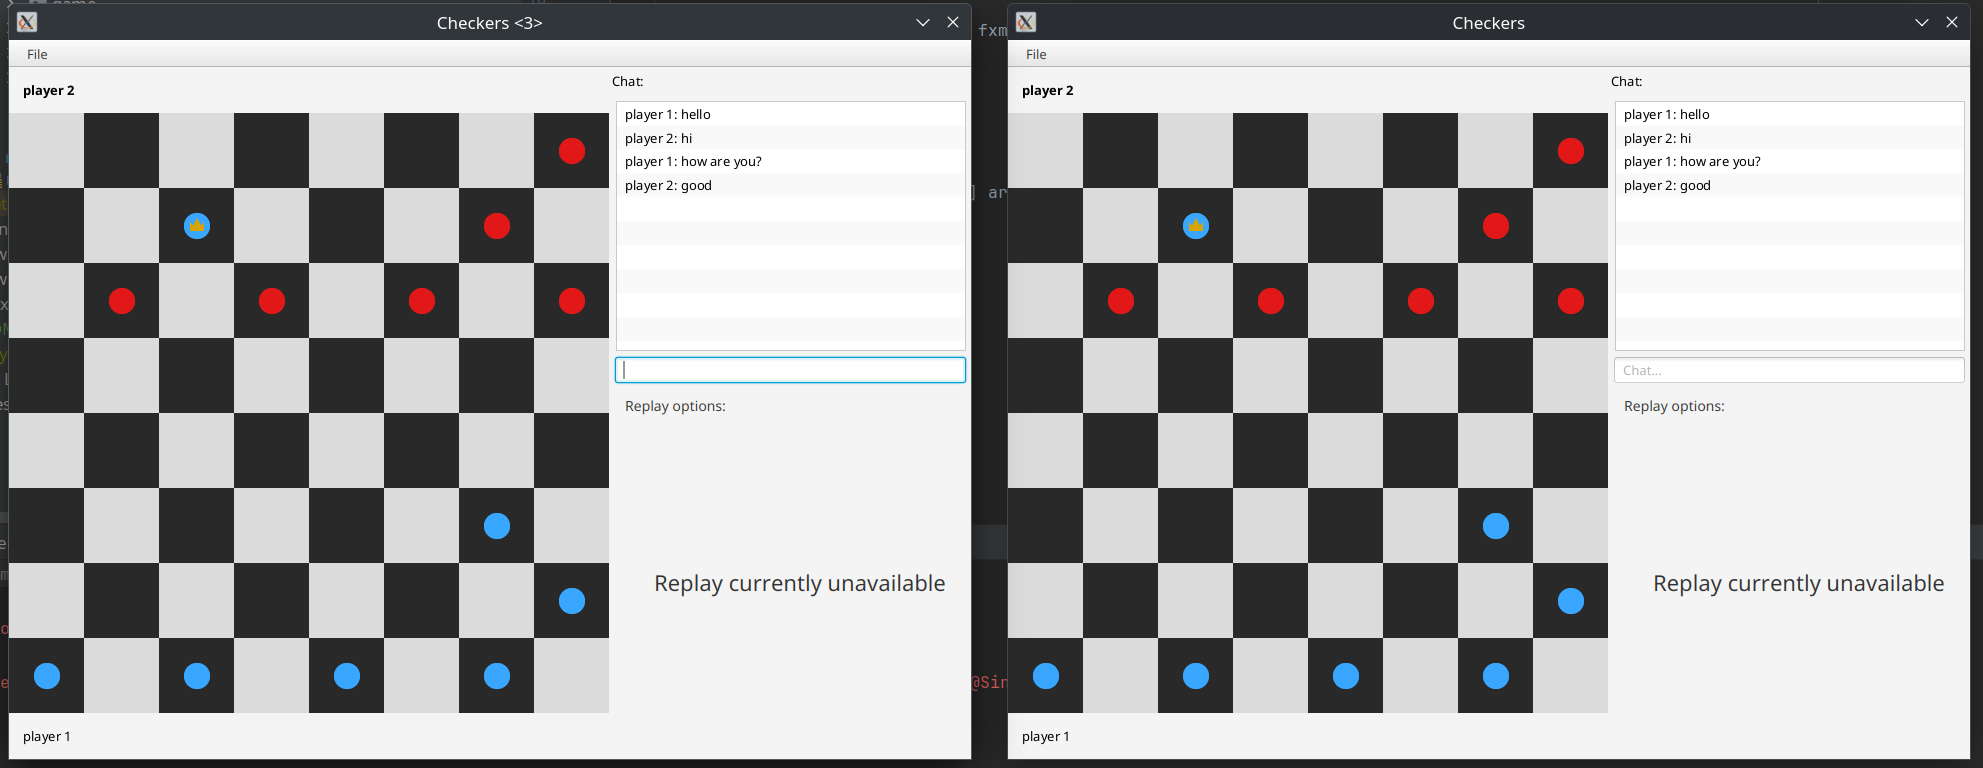 Checkers <3>
File
player 2
Chat:
player 1: hello
player 2: hi
player 1: how are you?
player 2: good
Replay options:
Replay currently unavailable
player 1
fxm
] ar
@Sin
Checkers
File
player 2
Chat:
player 1: hello
player 2: hi
player 1: how are you?
player 2: good
Chat...
Replay options:
Replay currently unavailable
player 1